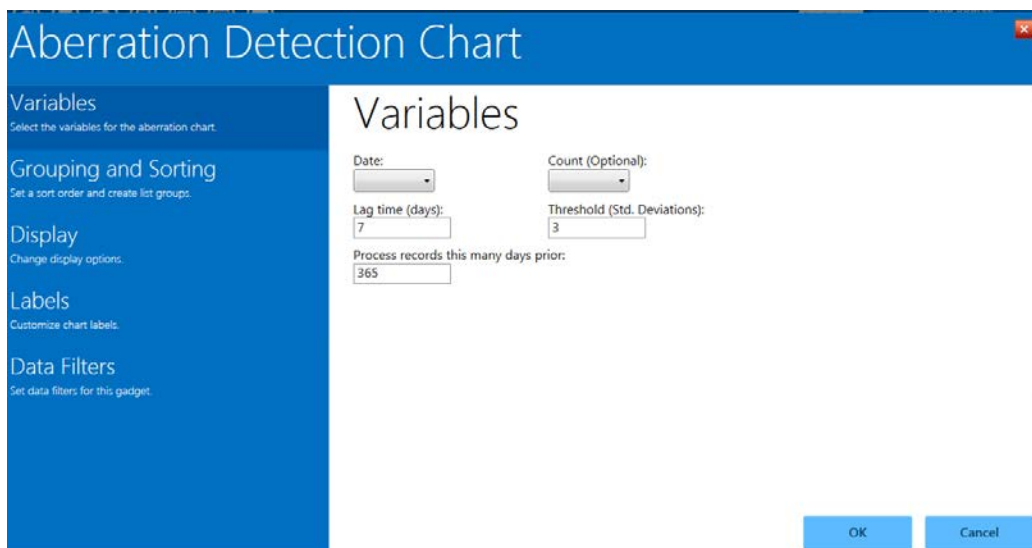 Aberration Detection Chart
Variables
Select the variables for the aberration chart.
Grouping and Sorting
Set a sort order and create list groups.
Display
Change display options.
Labels
Customize chart labels.
Data Filters
Set data filters for this gadget.
Variables
Date:
Count (Optional):
Lag time (days):
Threshold (Std. Deviations):
7
3
Process records this many days prior:
365
OK
Cancel